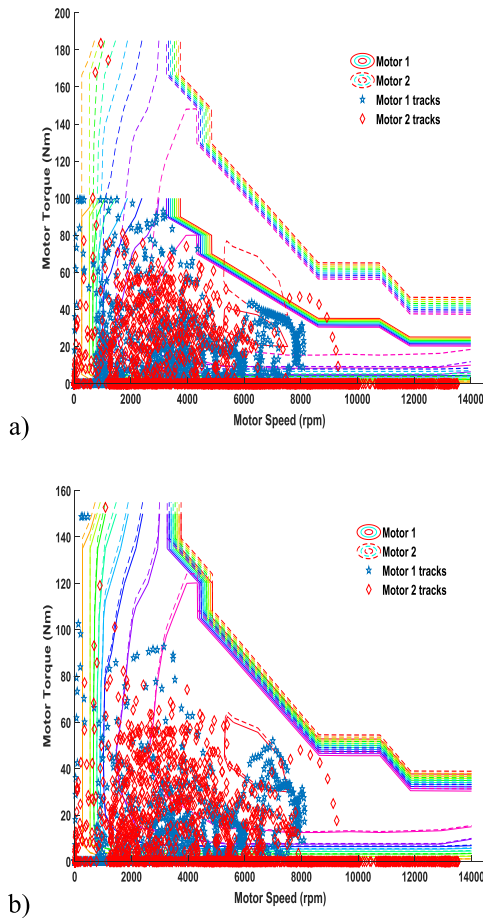 a)
200
180
160
140
120
100
80
60
40
20
0
Motor Torque (Nm)
Motor 1
Motor 2
Motor 1 tracks
Motor 2 tracks
0 2000 4000 6000 8000 10000 12000 14000
Motor Speed (rpm)
b)
160
140
120
100
80
60
40
20
0
Motor Torque (Nm)
Motor 1
Motor 2
Motor 1 tracks
Motor 2 tracks
0 2000 4000 6000 8000 10000 12000 14000
Motor Speed (rpm)